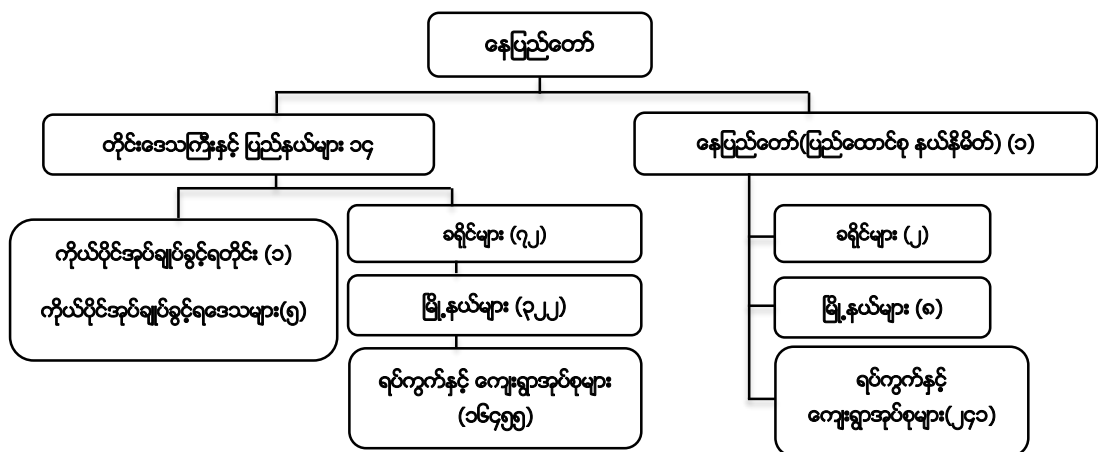 နေပြည်တော်
တိုင်းဒေသကြီးနှင့် ပြည်နယ်များ ၁၄
နေပြည်တော်(ပြည်ထောင်စု နယ်နိမိတ်) (၁)
ကိုယ်ပိုင်အုပ်ချုပ်ခွင့်ရတိုင်း (၁)
ကိုယ်ပိုင်အုပ်ချုပ်ခွင့်ရဒေသများ(၅)
ခရိုင်များ (၇၂)
မြို့နယ်များ (၃၂၂)
ရပ်ကွက်နှင့် ကျေးရွာအုပ်စုများ
(၁၆၄၅၅)
ခရိုင်များ (၂)
မြို့နယ်များ (၈)
ရပ်ကွက်နှင့်
ကျေးရွာအုပ်စုများ(၂၄၁)